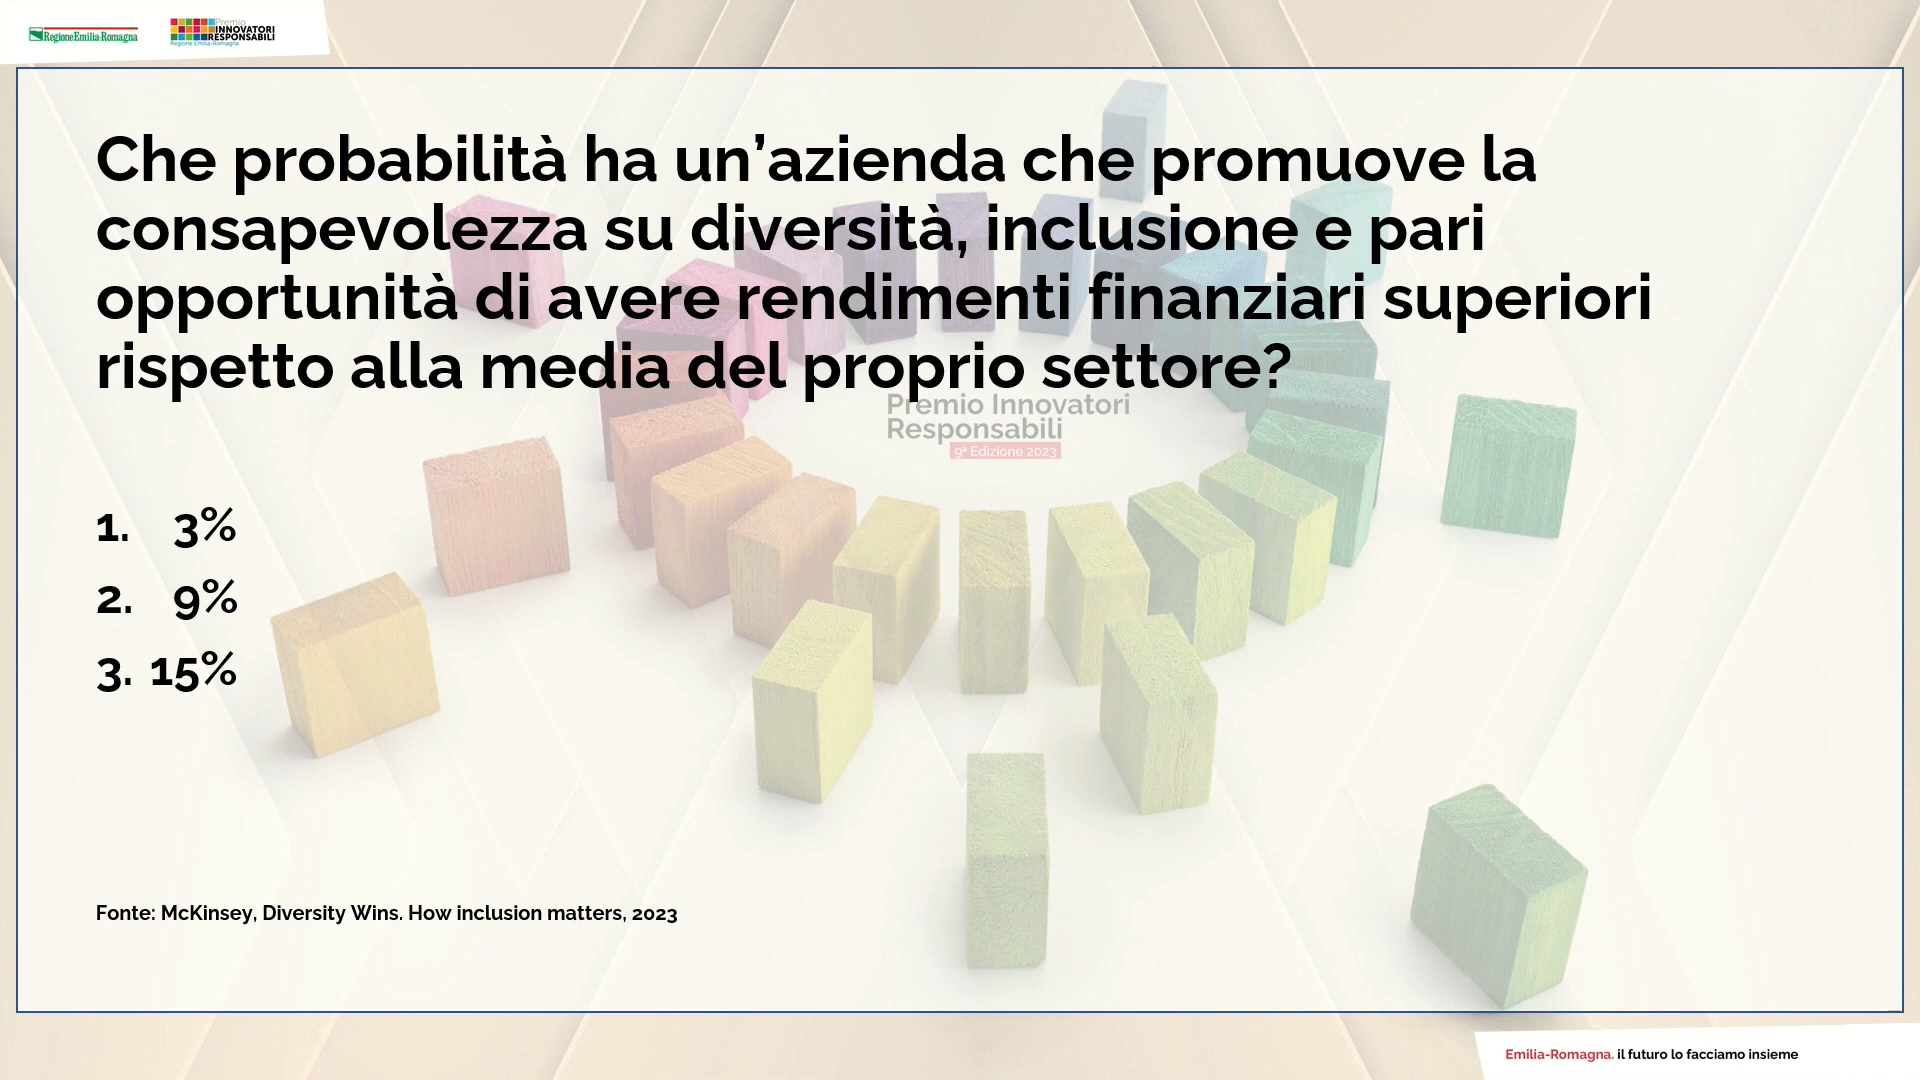 RegioneEmilia-Romagna
Premio
INNOVATORI
RESPONSABILI
Regione Emilia-Romagna
Che probabilità ha un’azienda che promuove la
consapevolezza su diversità, inclusione e pari
opportunità di avere rendimenti finanziari superiori
rispetto alla media del proprio settore?
Premio Innovatori
Responsabili
9ª Edizione 2023
1. 3%
2. 9%
3. 15%
Fonte: McKinsey, Diversity Wins. How inclusion matters, 2023
Emilia-Romagna. il futuro lo facciamo insieme